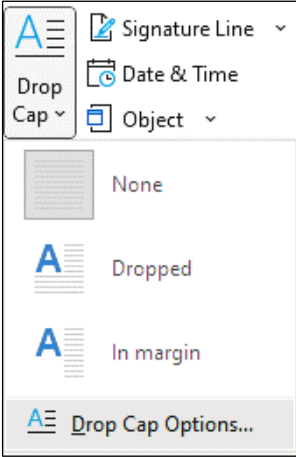 Drop
Cap
Signature Line
Date & Time
Object
None
Dropped
In margin
Drop Cap Options...